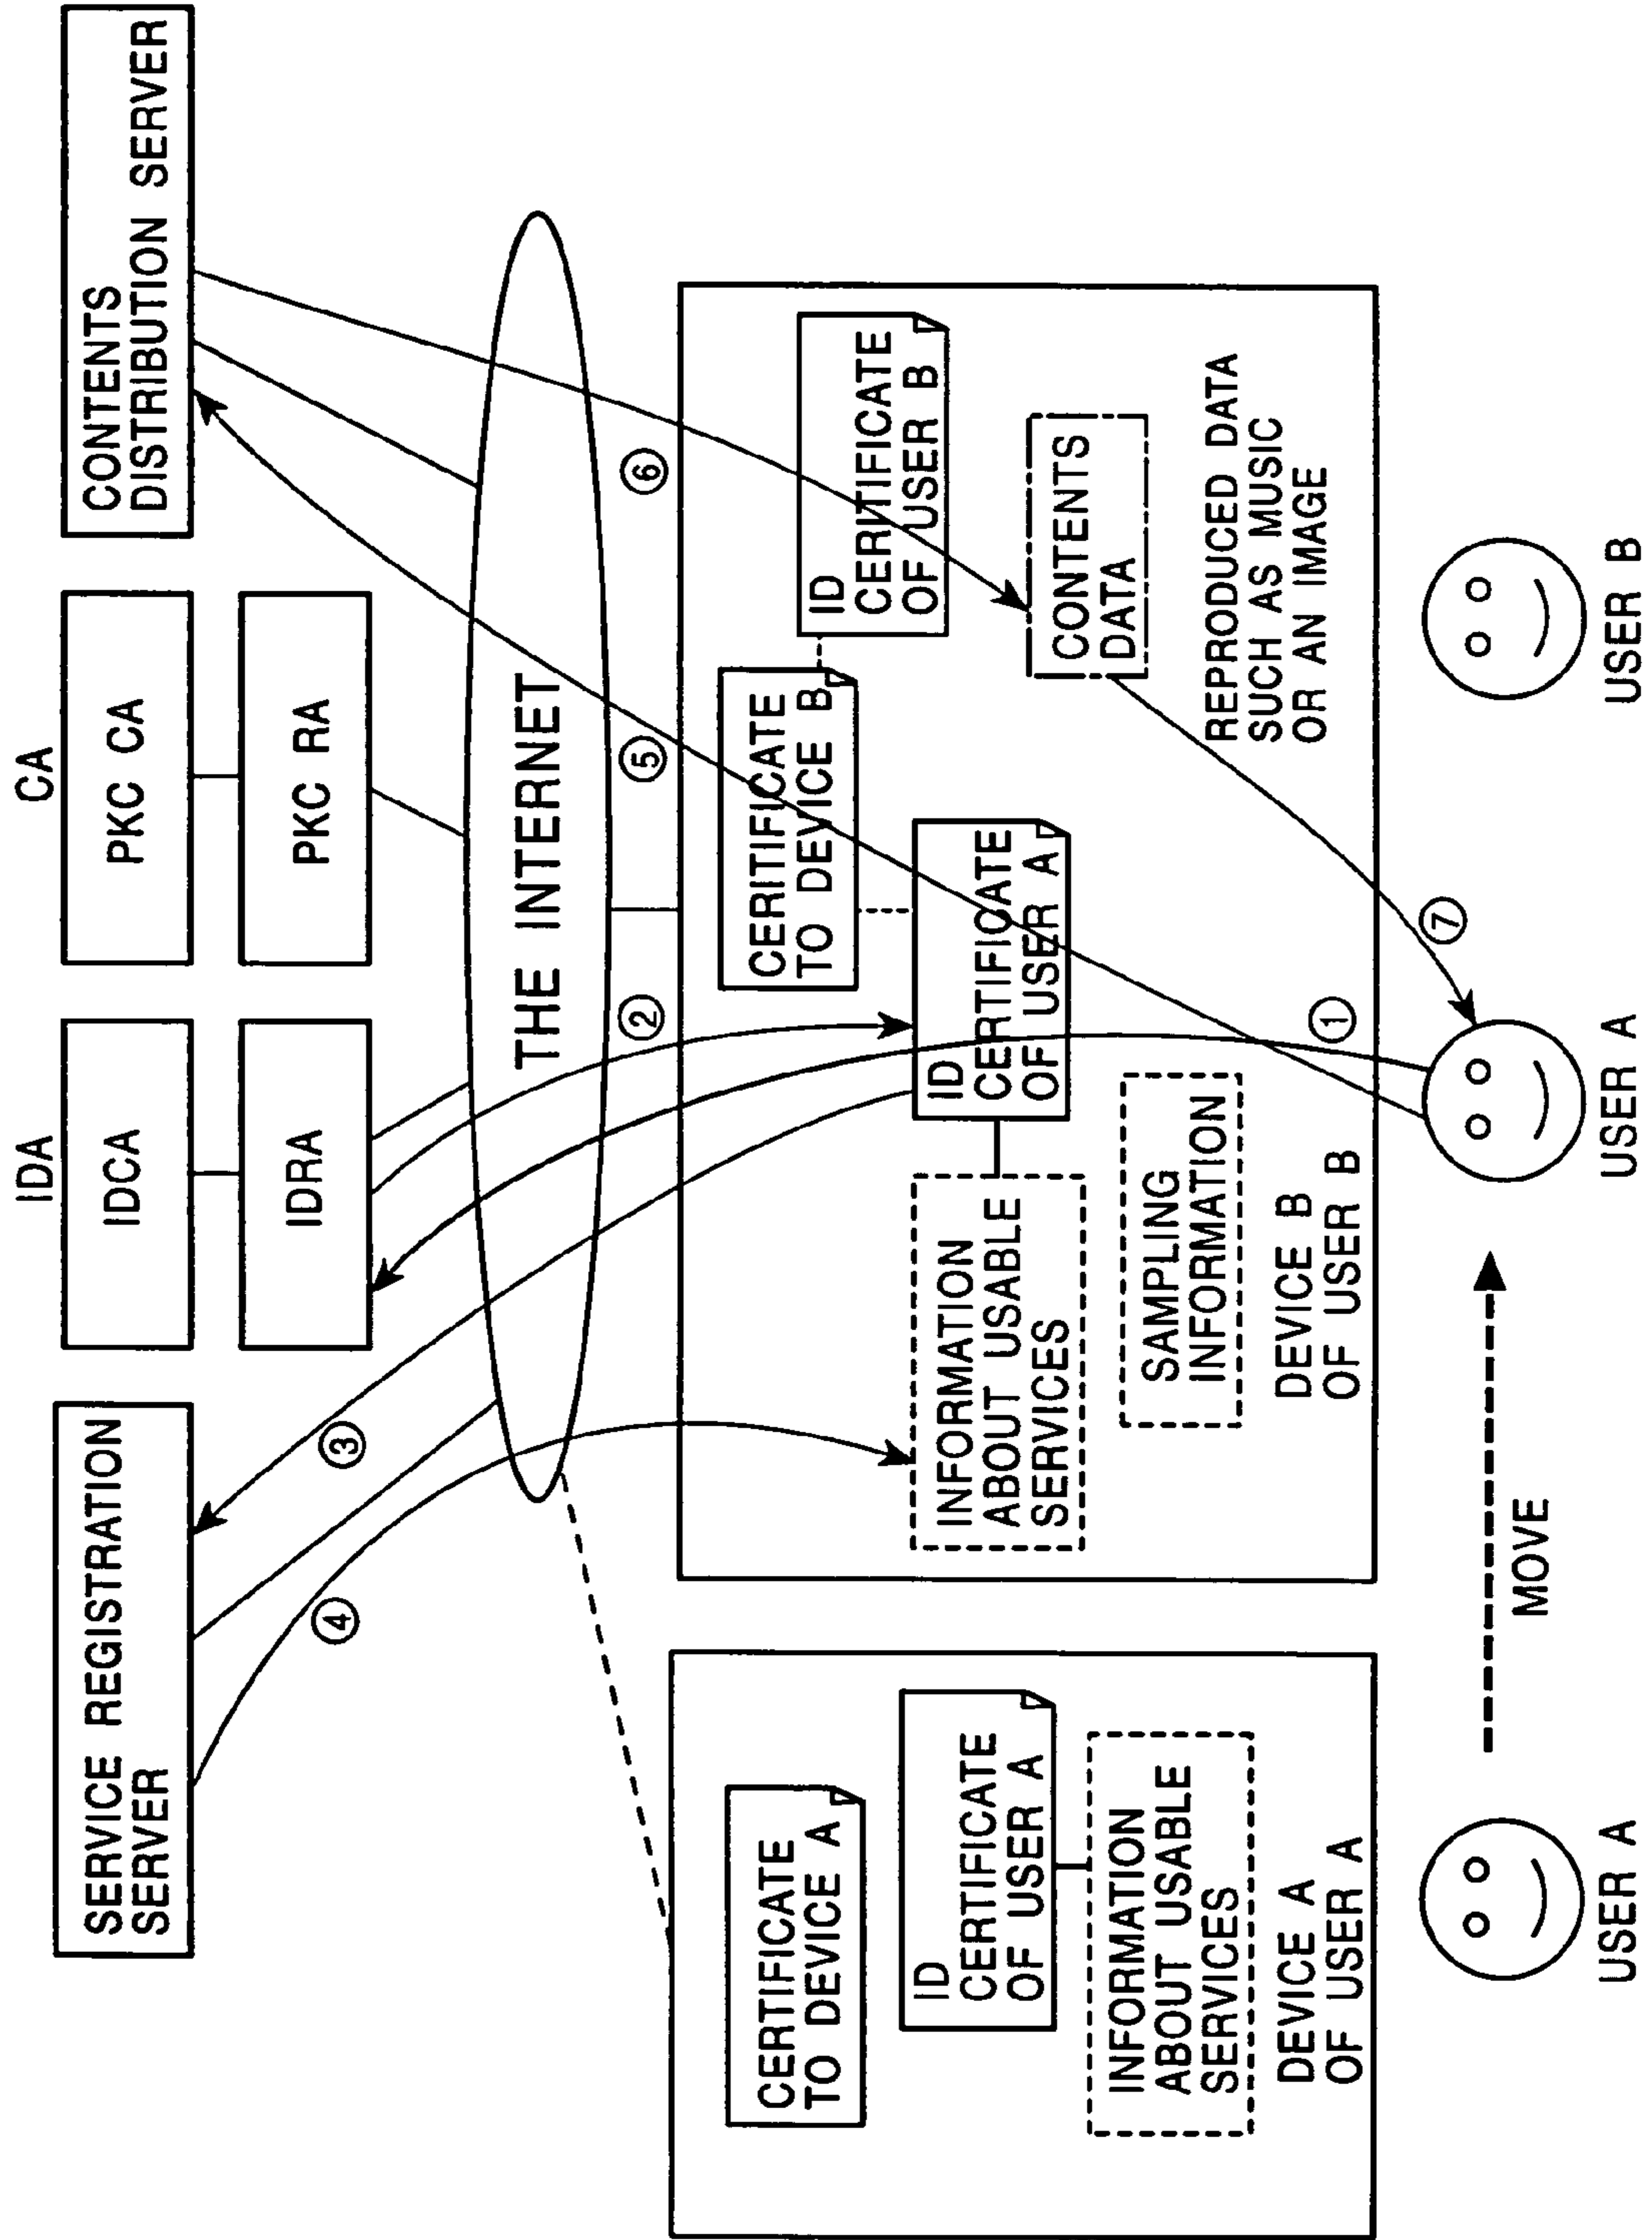 SERVICE REGISTRATION
SERVER
IDA
IDCA
IDRA
CA
PKC CA
PKC RA
CONTENTS
DISTRIBUTION SERVER
③
④
THE INTERNET
②
⑤
⑥
CERTIFICATE
TO DEVICE A
ID
CERTIFICATE
OF USER A
INFORMATION
ABOUT USABLE
SERVICES
DEVICE A
OF USER A
CERITIFICATE
TO DEVICE B
ID
CERITIFICATE
OF USER B
ID
CERTIFICATE
OF USER A
INFORMATION
ABOUT USABLE
SERVICES
CONTENTS
DATA
SAMPLING
INFORMATION
REPRODUCED DATA
SUCH AS MUSIC
OR AN IMAGE
DEVICE B
OF USER B
①
⑦
MOVE
USER A
USER A
USER B